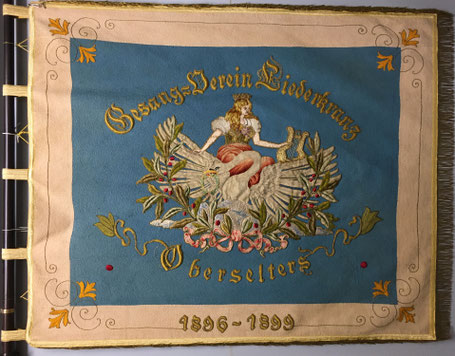 Gesang=Verein Liederkranz
Oberselters
1896-1899